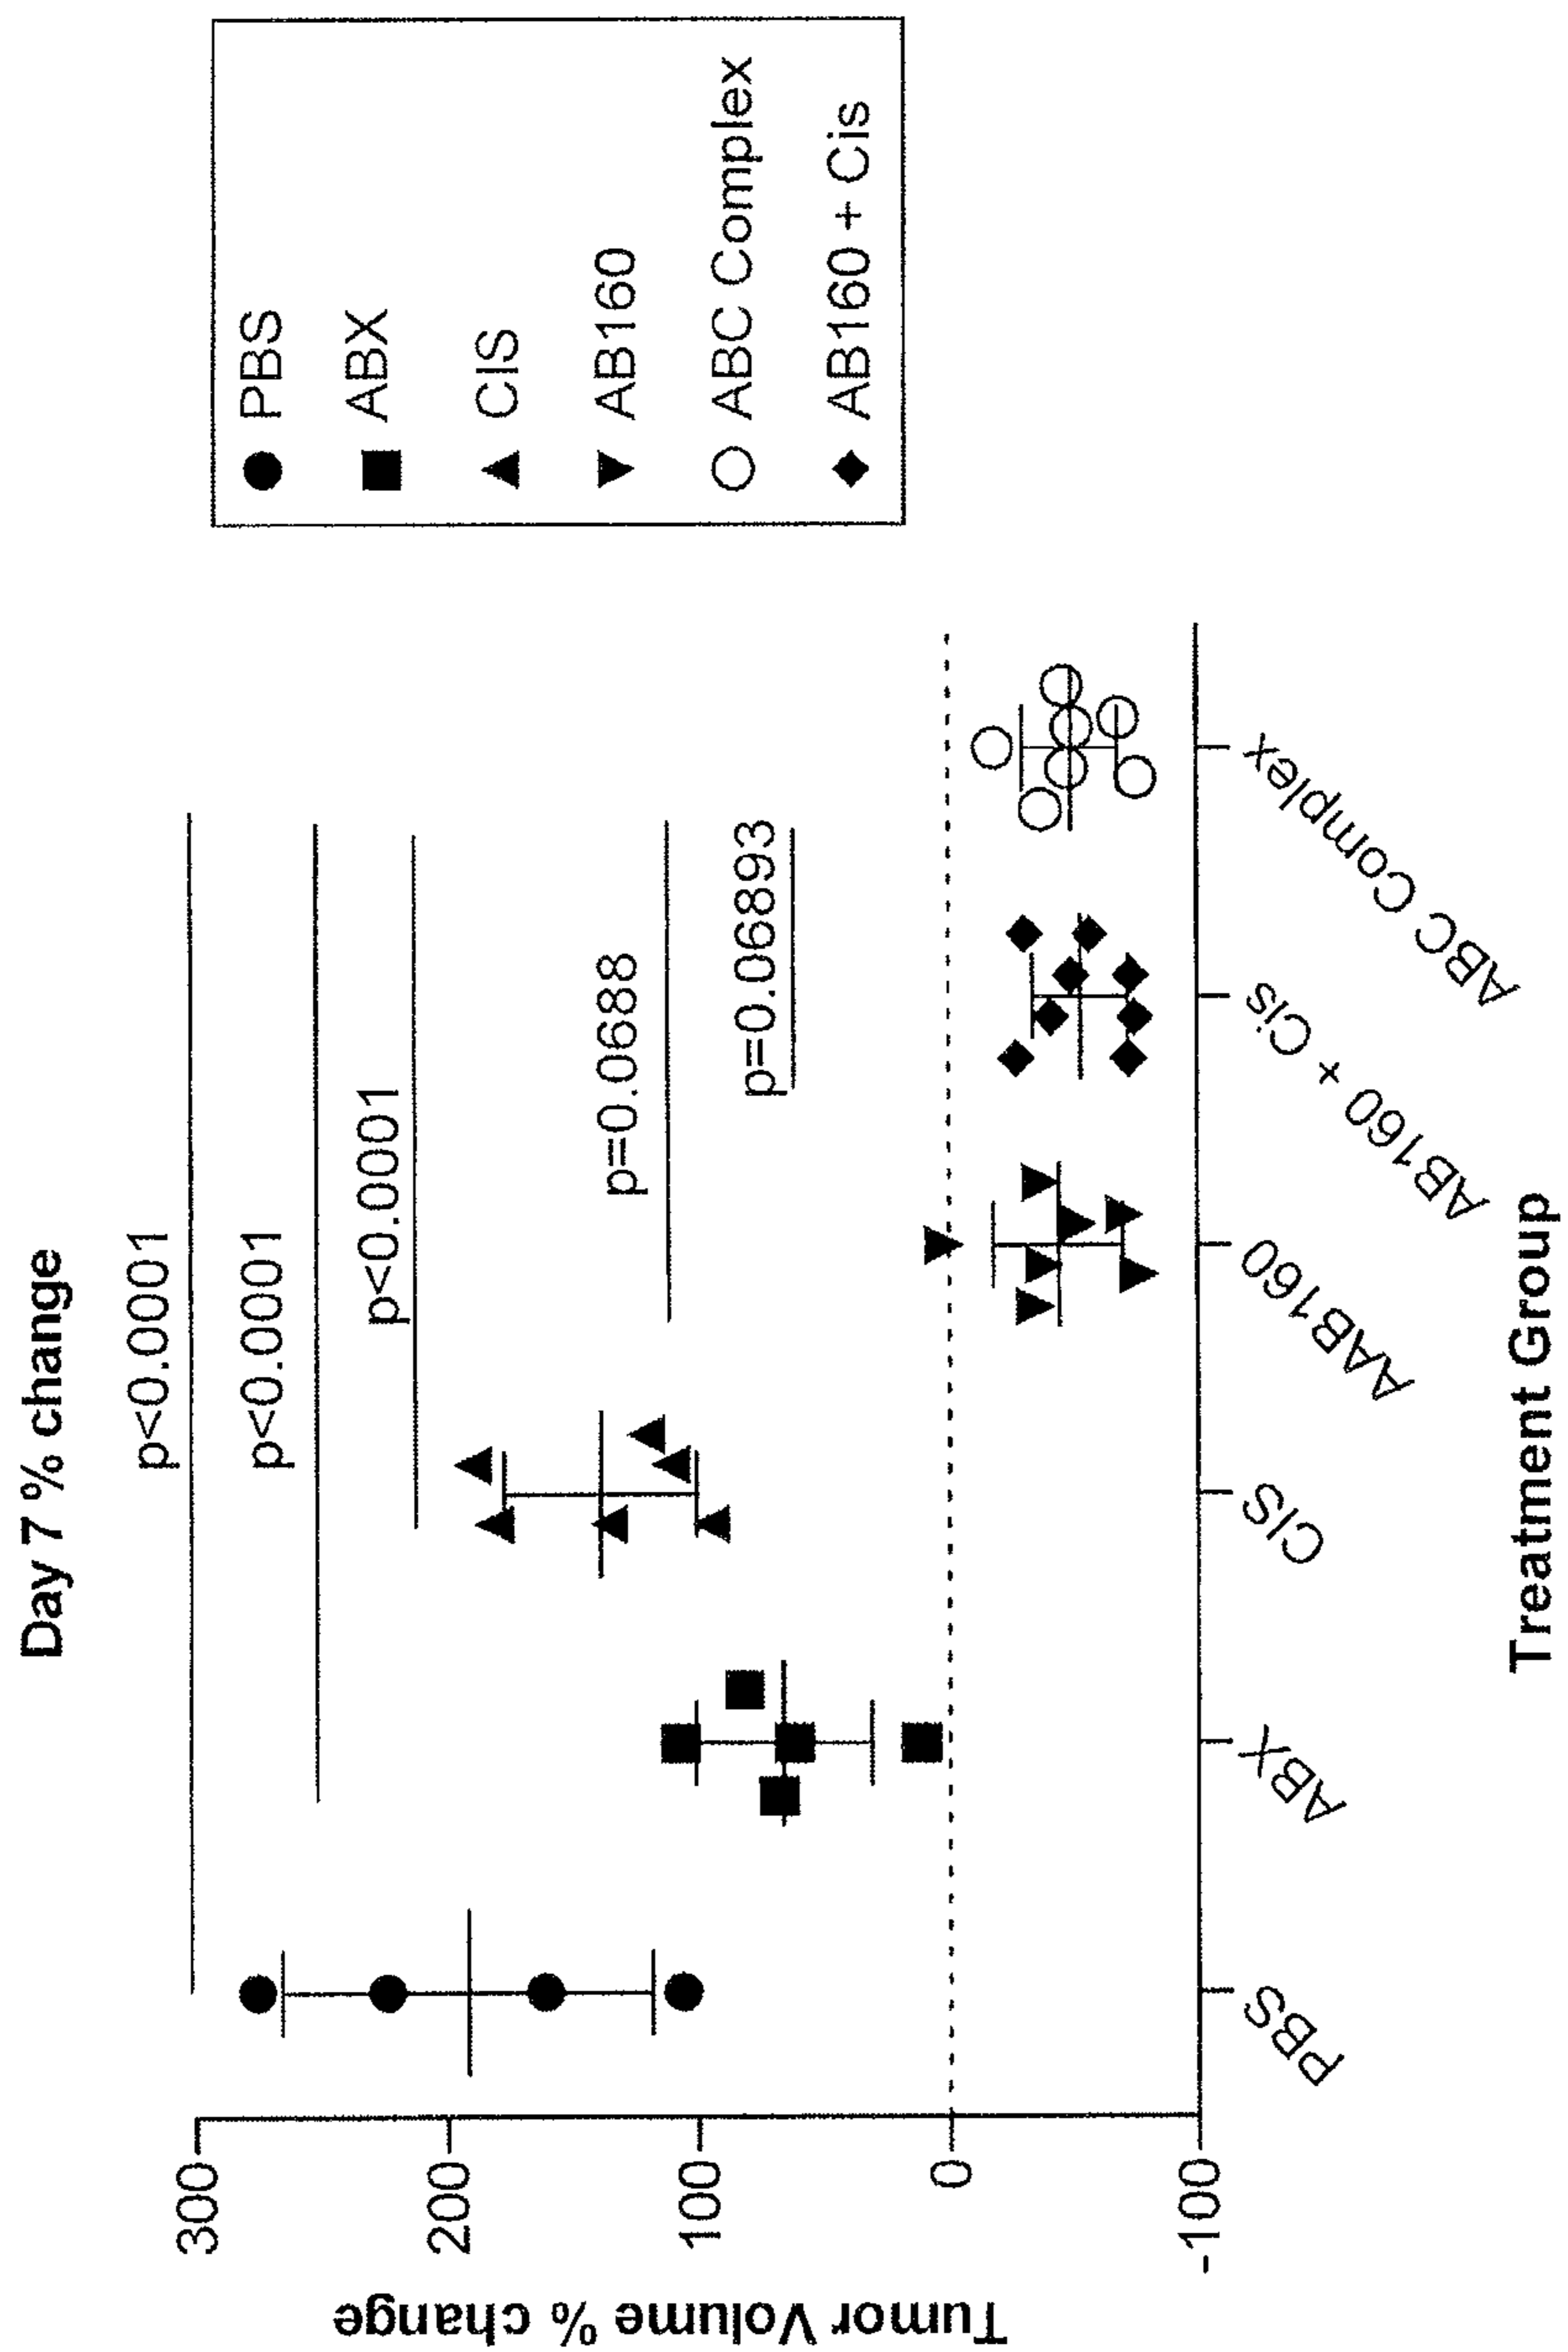 Day 7 % change
p<0.0001
p<0.0001
p<0.0001
p=0.0688
p=0.06893
Tumor Volume % change
300
200
100
0
-100
PBS
ABX
CIS
AAB160
AB160 + Cis
ABC Complex
Treatment Group
PBS
ABX
CIS
AB160
ABC Complex
AB160 + Cis